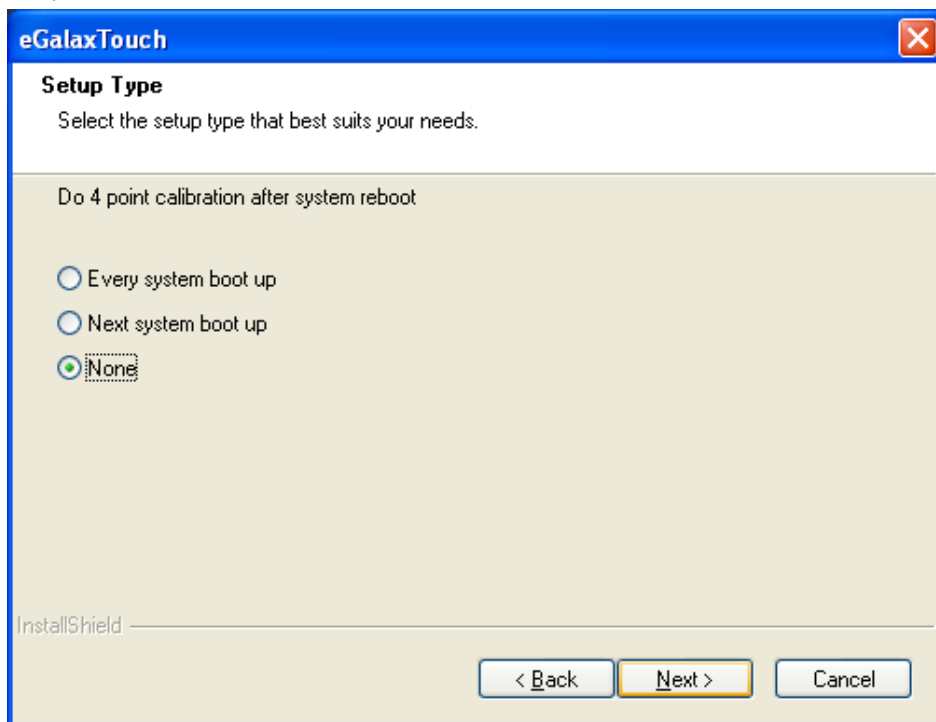 eGalaxTouch
Setup Type
Select the setup type that best suits your needs.
Do 4 point calibration after system reboot
Every system boot up
Next system boot up
None
InstallShield
< Back Next > Cancel